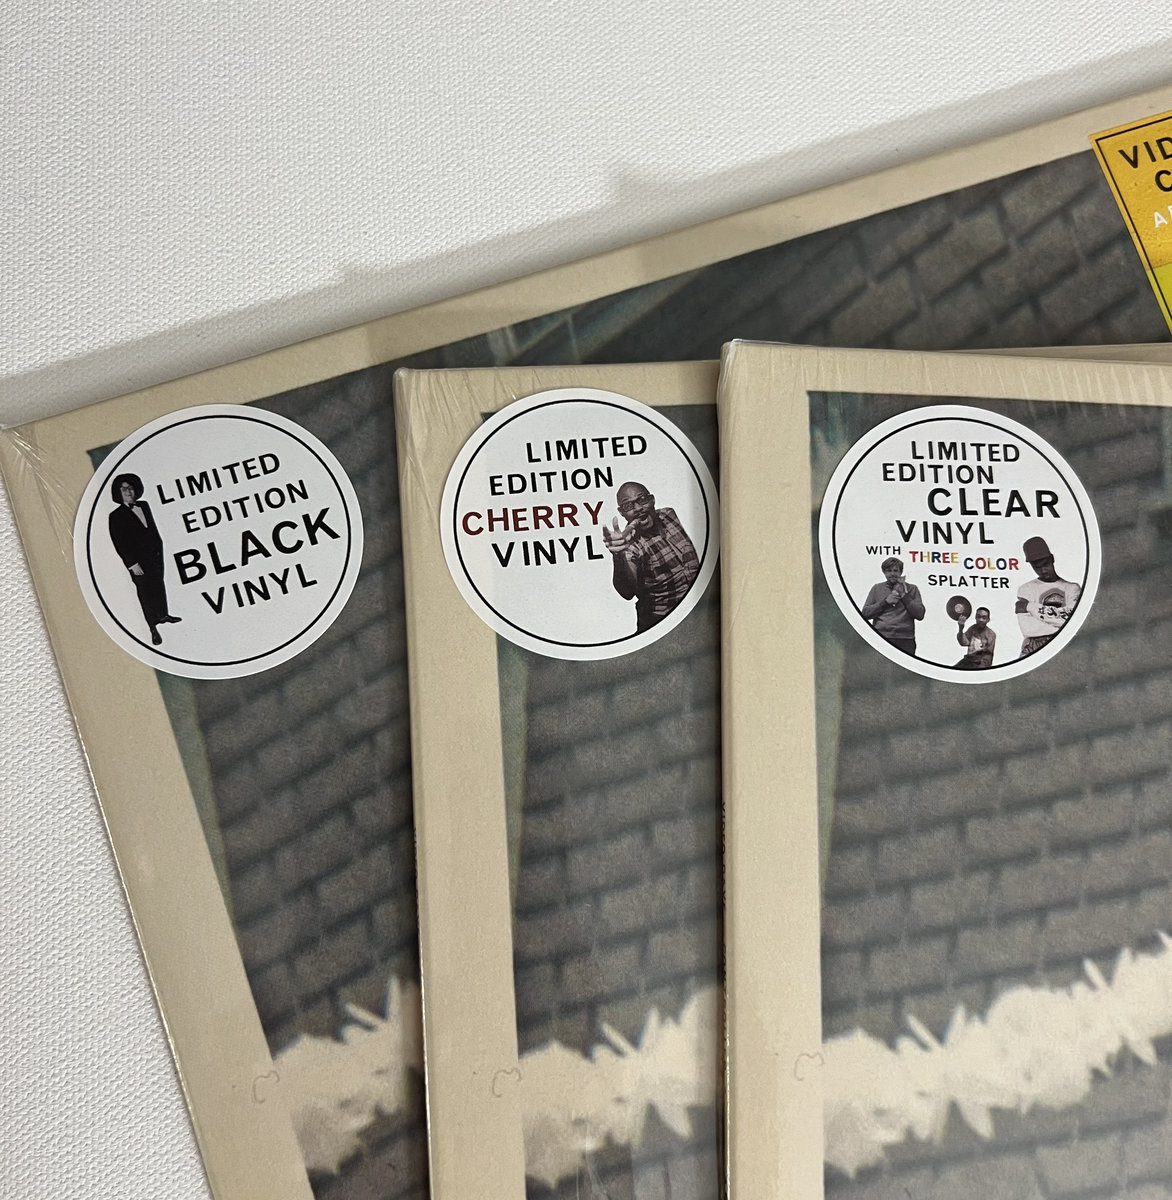 LIMITED
EDITION
BLACK
VINYL
LIMITED
EDITION
CHERRY
VINYL
LIMITED
EDITION
CLEAR
VINYL
WITH THREE COLOR
SPLATTER